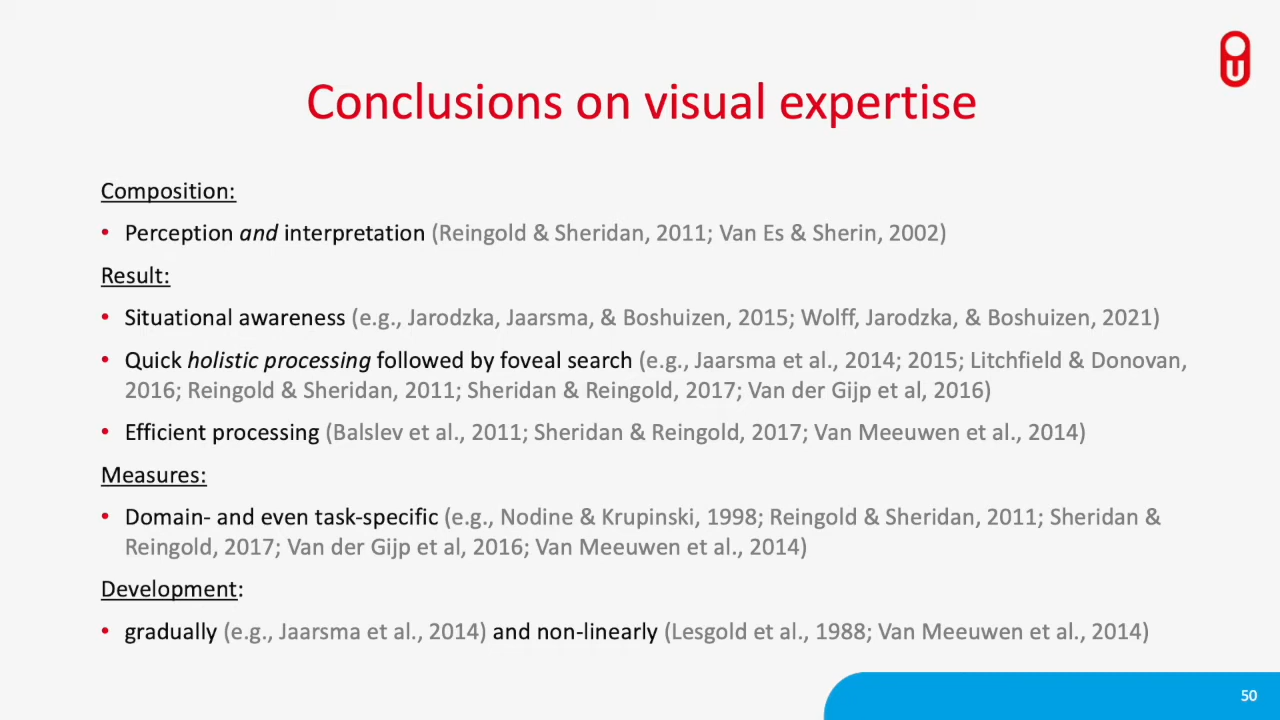 U
Conclusions on visual expertise
Composition:
• Perception and interpretation (Reingold & Sheridan, 2011; Van Es & Sherin, 2002)
Result:
• Situational awareness (e.g., Jarodzka, Jaarsma, & Boshuizen, 2015; Wolff, Jarodzka, & Boshuizen, 2021)
• Quick holistic processing followed by foveal search (e.g., Jaarsma et al., 2014; 2015; Litchfield & Donovan,
2016; Reingold & Sheridan, 2011; Sheridan & Reingold, 2017; Van der Gijp et al, 2016)
• Efficient processing (Balslev et al., 2011; Sheridan & Reingold, 2017; Van Meeuwen et al., 2014)
Measures:
• Domain- and even task-specific (e.g., Nodine & Krupinski, 1998; Reingold & Sheridan, 2011; Sheridan &
Reingold, 2017; Van der Gijp et al, 2016; Van Meeuwen et al., 2014)
Development:
• gradually (e.g., Jaarsma et al., 2014) and non-linearly (Lesgold et al., 1988; Van Meeuwen et al., 2014)
50